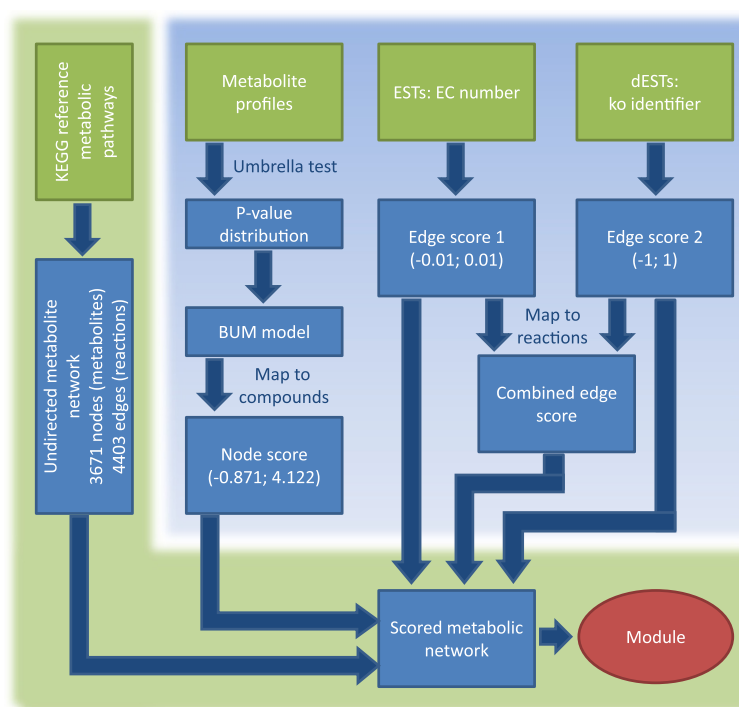 KEGG reference
metabolic
pathways
Undirected metabolite
network
3671 nodes (metabolites)
4403 edges (reactions)
Metabolite
profiles
Umbrella test
P-value
distribution
BUM model
Map to
compounds
Node score
(-0.871; 4.122)
ESTs: EC number
Edge score 1
(-0.01; 0.01)
dESTs:
ko identifier
Edge score 2
(-1; 1)
Map to
reactions
Combined edge
score
Scored metabolic
network
Module